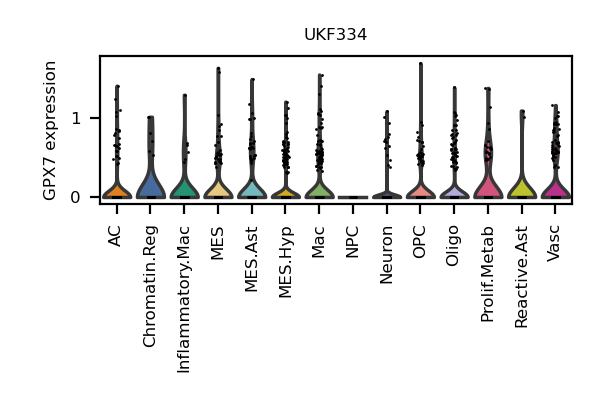 UKF334
GPX7 expression
1
0
AC
Chromatin.Reg
Inflammatory.Mac
MES
MES.Ast
MES.Hyp
Mac
NPC
Neuron
OPC
Oligo
Prolif.Metab
Reactive.Ast
Vasc